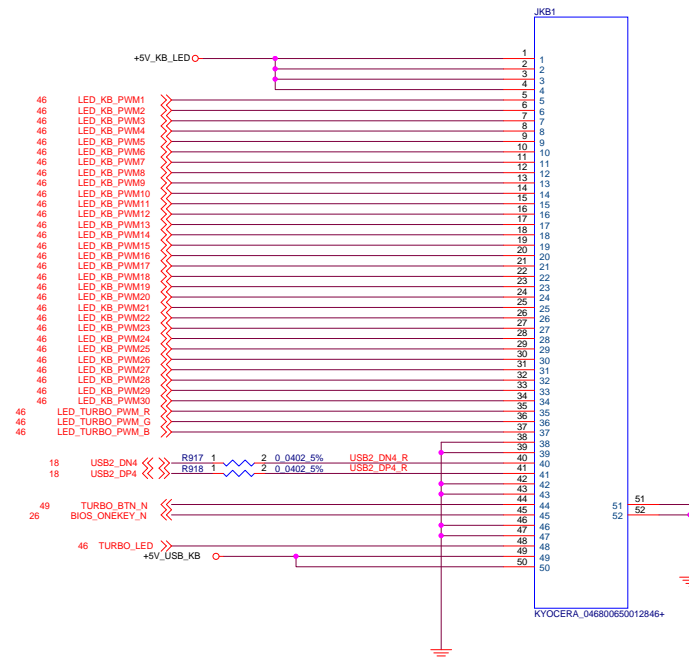 JKB1
+5V_KB_LED
1 1
2 2
3 3
4 4
46 LED_KB_PWM1 5 5
46 LED_KB_PWM2 6 6
46 LED_KB_PWM3 7 7
46 LED_KB_PWM4 8 8
46 LED_KB_PWM5 9 9
46 LED_KB_PWM6 10 10
46 LED_KB_PWM7 11 11
46 LED_KB_PWM8 12 12
46 LED_KB_PWM9 13 13
46 LED_KB_PWM10 14 14
46 LED_KB_PWM11 15 15
46 LED_KB_PWM12 16 16
46 LED_KB_PWM13 17 17
46 LED_KB_PWM14 18 18
46 LED_KB_PWM15 19 19
46 LED_KB_PWM16 20 20
46 LED_KB_PWM17 21 21
46 LED_KB_PWM18 22 22
46 LED_KB_PWM19 23 23
46 LED_KB_PWM20 24 24
46 LED_KB_PWM21 25 25
46 LED_KB_PWM22 26 26
46 LED_KB_PWM23 27 27
46 LED_KB_PWM24 28 28
46 LED_KB_PWM25 29 29
46 LED_KB_PWM26 30 30
46 LED_KB_PWM27 31 31
46 LED_KB_PWM28 32 32
46 LED_KB_PWM29 33 33
46 LED_KB_PWM30 34 34
46 LED_TURBO_PWM_R 35 35
46 LED_TURBO_PWM_G 36 36
46 LED_TURBO_PWM_B 37 37
38 38
39 39
18 USB2_DN4 R917 1 2 0_0402_5% USB2_DN4_R 40 40
18 USB2_DP4 R918 1 2 0_0402_5% USB2_DP4_R 41 41
42 42
43 43
49 TURBO_BTN_N 44 44 51 51
26 BIOS_ONEKEY_N 45 45 52 52
46 46
47 47
46 TURBO_LED 48 48
+5V_USB_KB 49 49
50 50
KYOCERA_046800650012846+